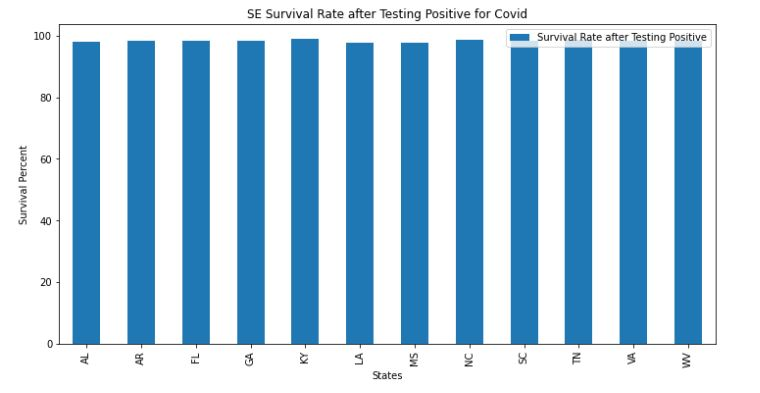 SE Survival Rate after Testing Positive for Covid
Survival Rate after Testing Positive
100
80
60
40
20
0
Survival Percent
AL AR FL GA KY LA MS NC SC TN VA WV
States